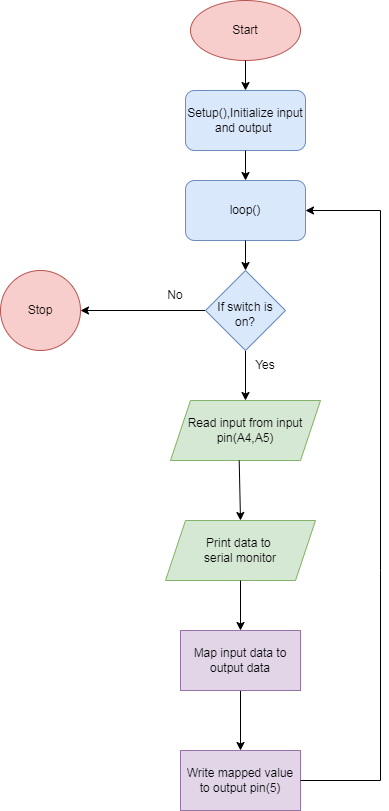 Start
Setup(),Initialize input
and output
loop()
If switch is
on?
No
Stop
Yes
Read input from input
pin(A4,A5)
Print data to
serial monitor
Map input data to
output data
Write mapped value
to output pin(5)